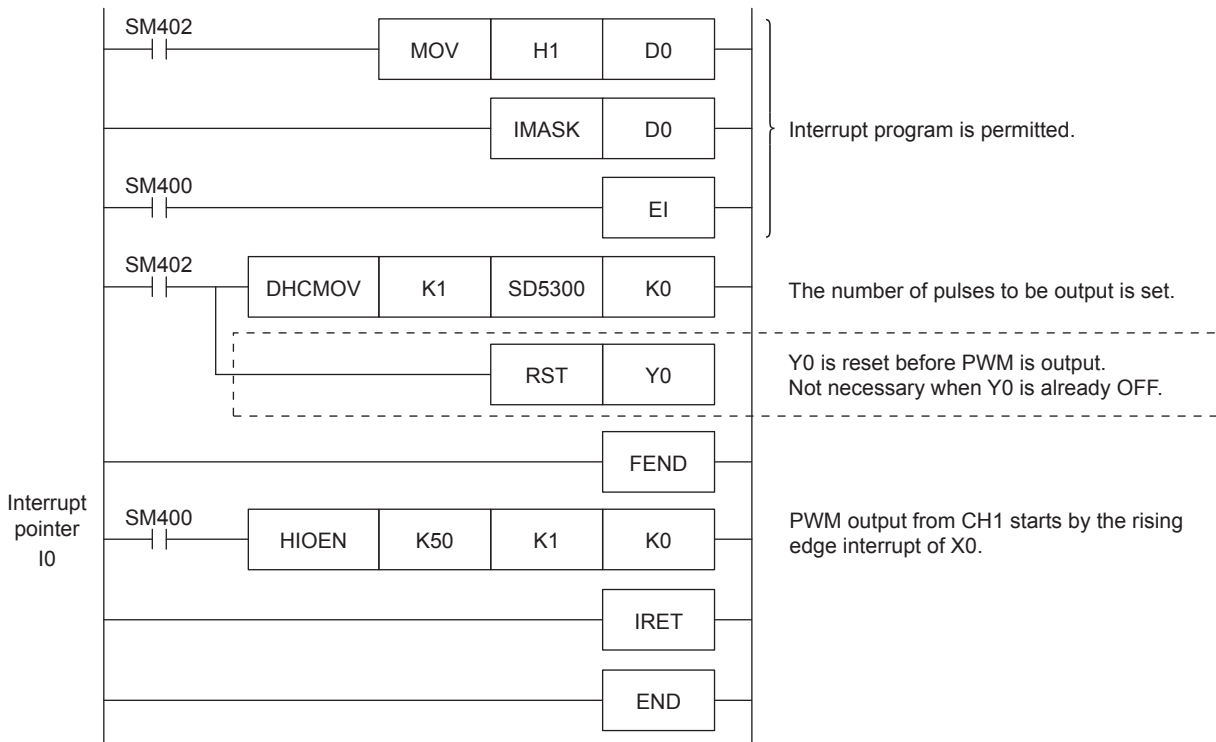 SM402
MOV H1 D0
IMASK D0
Interrupt program is permitted.
SM400
EI
SM402
DHCMOV K1 SD5300 K0
The number of pulses to be output is set.
RST Y0
Y0 is reset before PWM is output.
Not necessary when Y0 is already OFF.
FEND
Interrupt
pointer
I0
SM400
HIOEN K50 K1 K0
PWM output from CH1 starts by the rising
edge interrupt of X0.
IRET
END